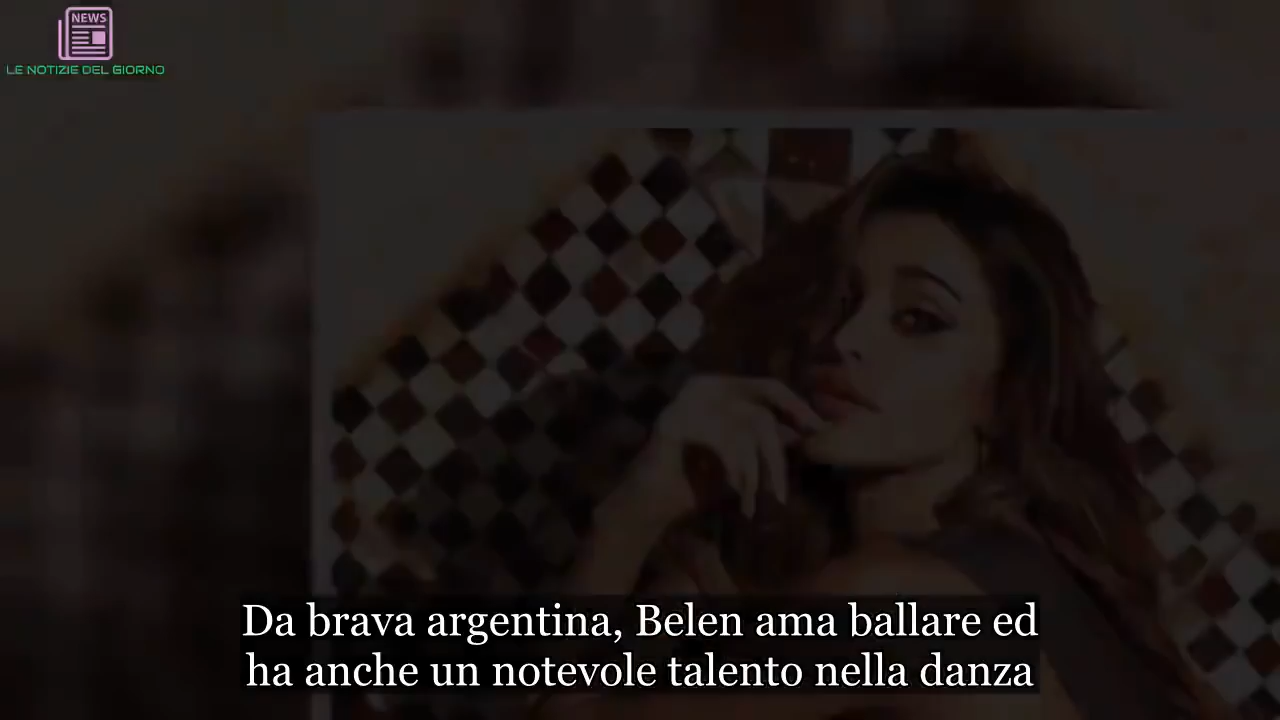 NEWS
LE NOTIZIE DEL GIORNO
Da brava argentina, Belen ama ballare ed
ha anche un notevole talento nella danza